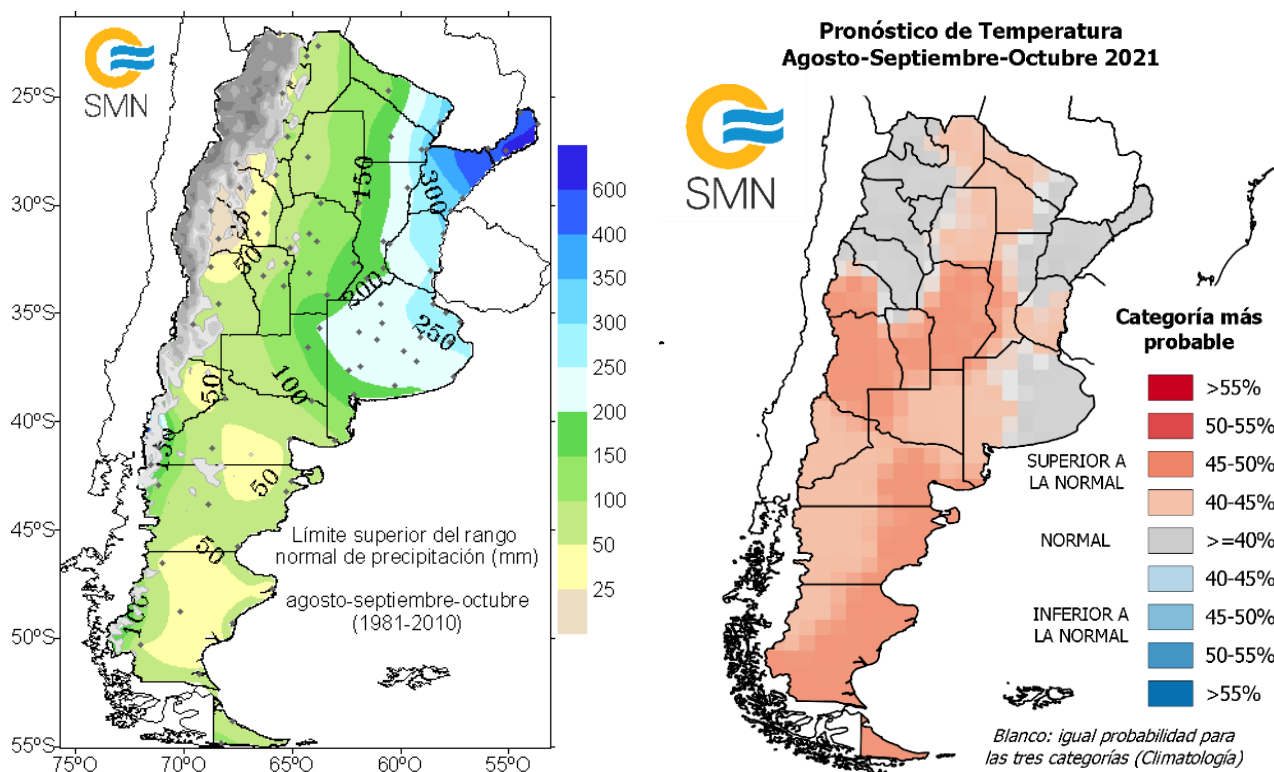 SMN
25ºS
30ºS
35ºS
40ºS
45ºS
50ºS
55ºS
75ºO
70ºO
65ºO
60ºO
55ºO
150
300
25
50
200
250
100
50
150
50
50
100
Límite superior del rango
normal de precipitación (mm)
agosto-septiembre-octubre
(1981-2010)
600
400
350
300
250
200
150
100
50
25
Pronóstico de Temperatura
Agosto-Septiembre-Octubre 2021
SMN
Categoría más
probable
>55%
50-55%
SUPERIOR A
LA NORMAL
45-50%
40-45%
NORMAL
>=40%
40-45%
INFERIOR A
LA NORMAL
45-50%
50-55%
>55%
Blanco: igual probabilidad para
las tres categorías (Climatología)